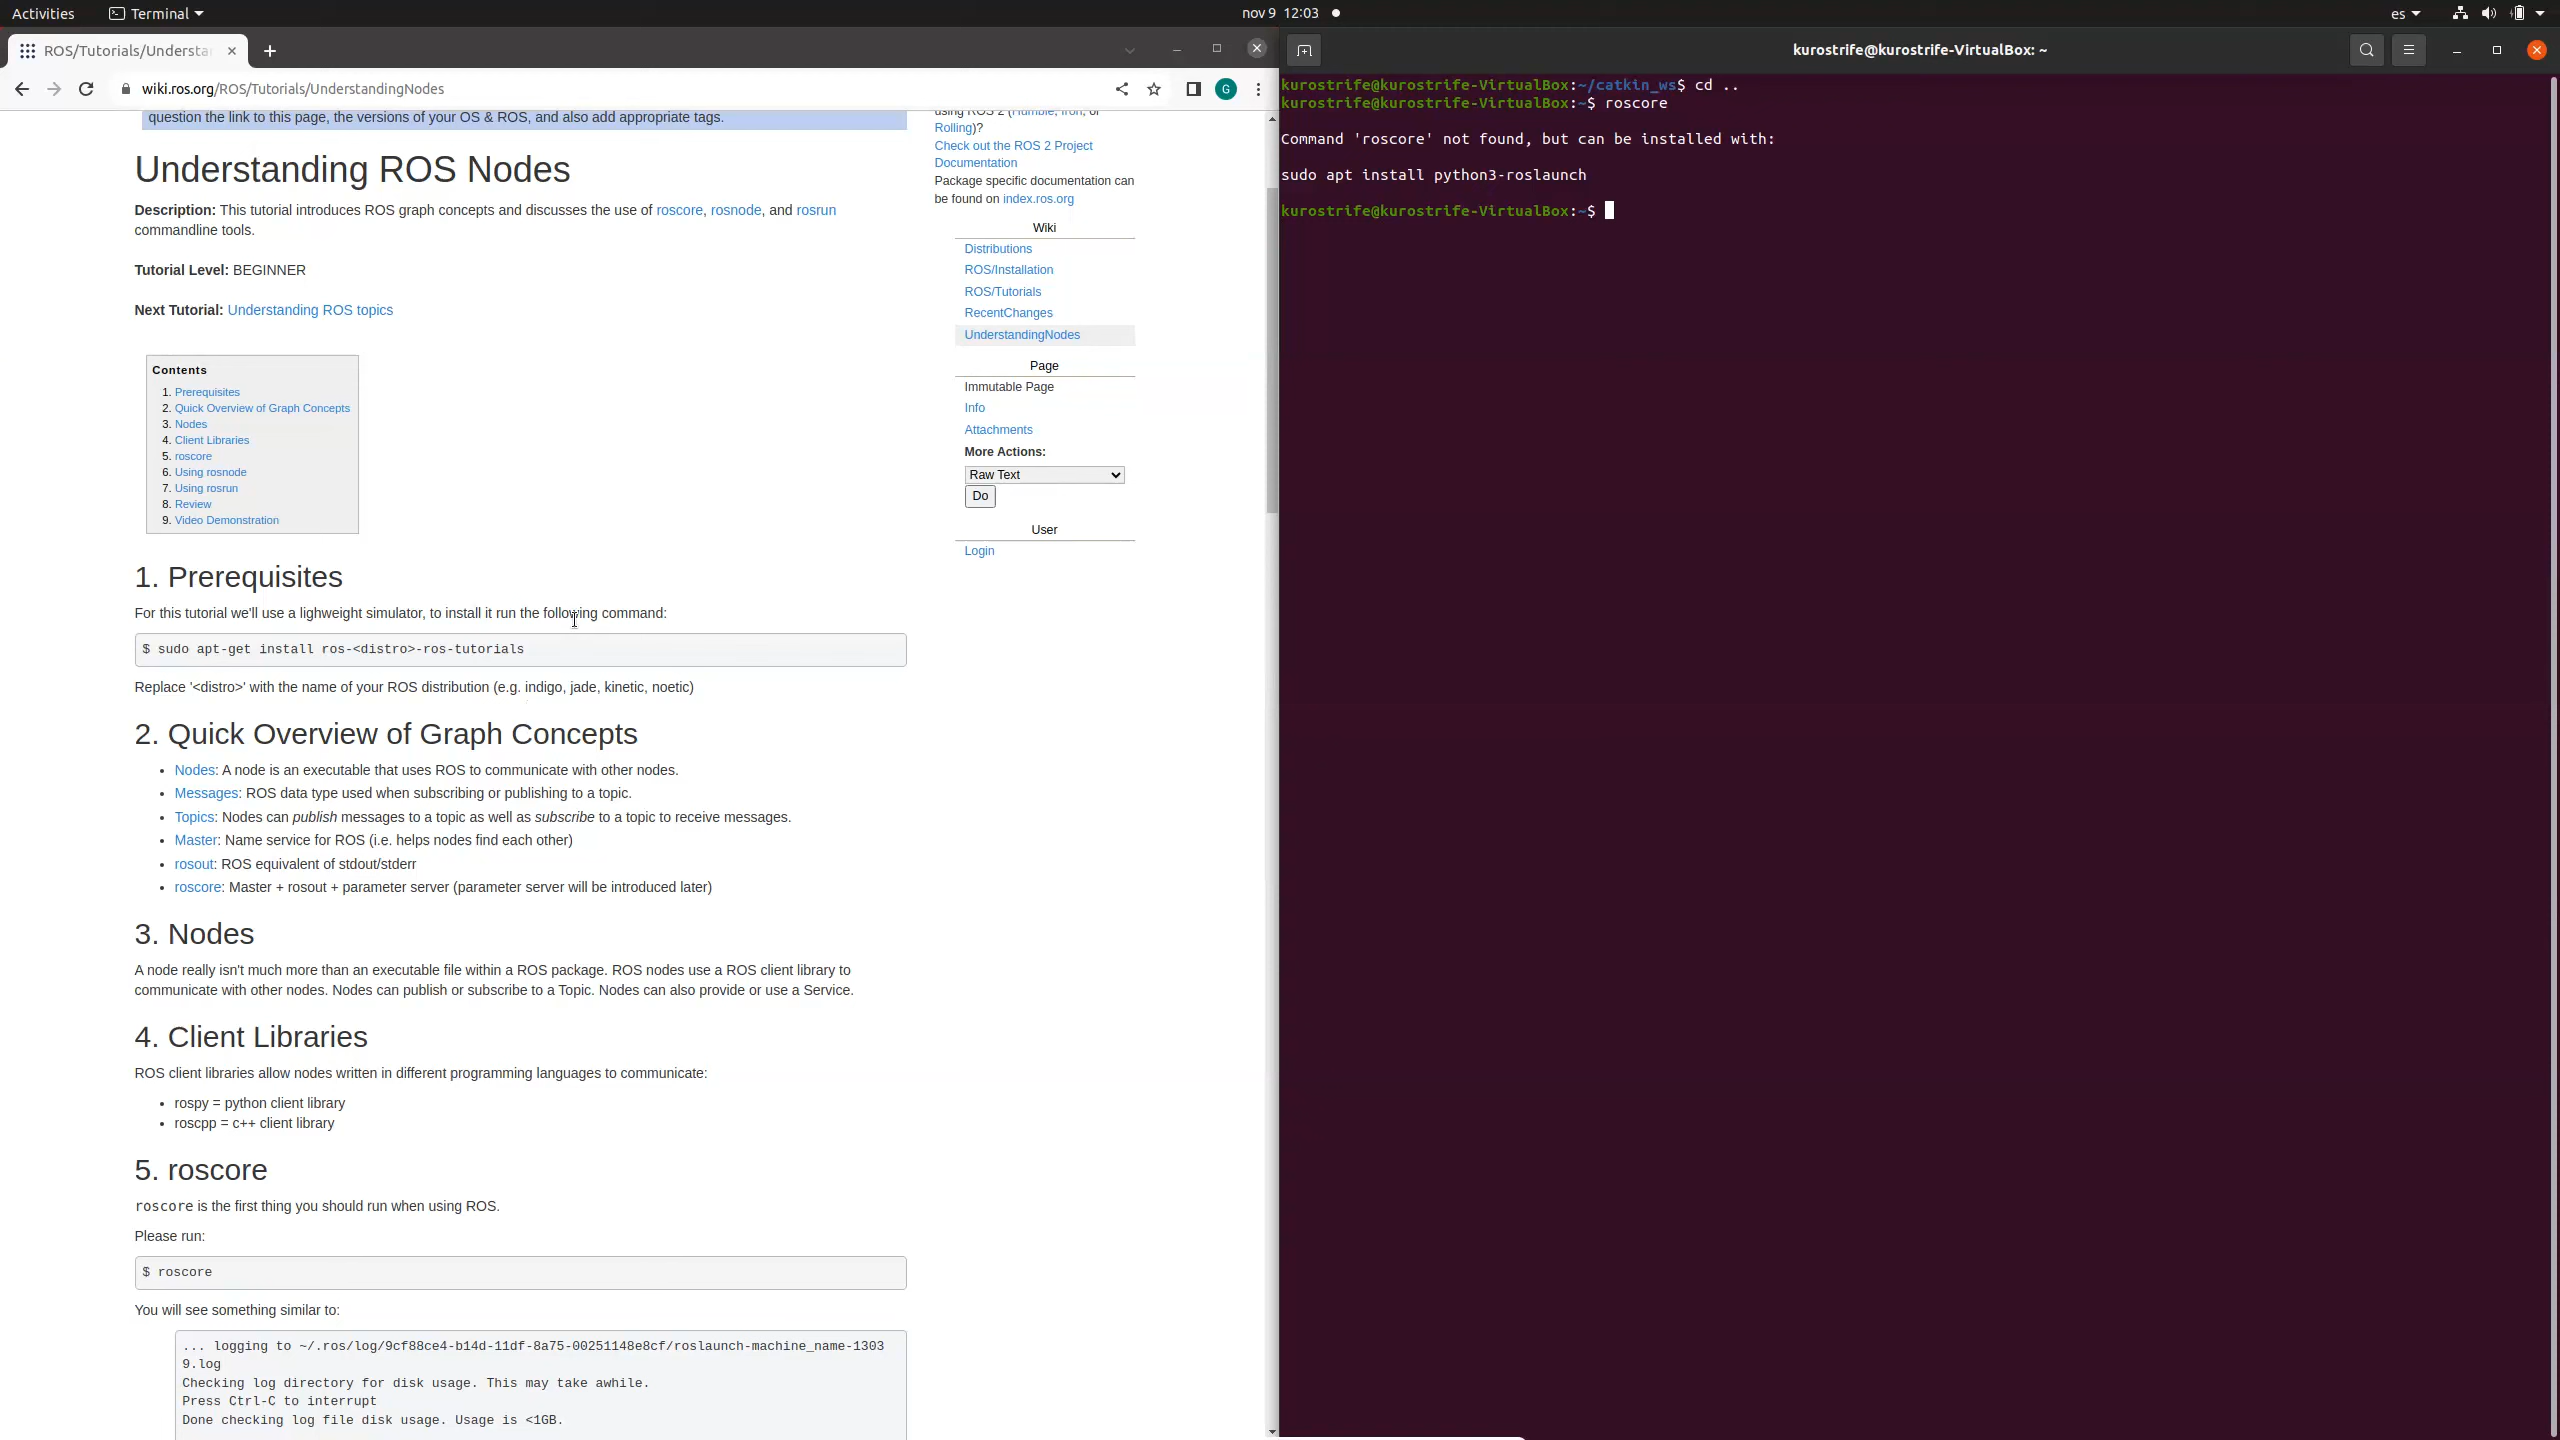 Activities
Terminal
nov 9 12:03
es
ROS/Tutorials/Understa
kurostrife@kurostrife-VirtualBox: ~
wiki.ros.org/ROS/Tutorials/UnderstandingNodes
G
question the link to this page, the versions of your OS & ROS, and also add appropriate tags.
Understanding ROS Nodes
Description: This tutorial introduces ROS graph concepts and discusses the use of roscore, rosnode, and rosrun
commandline tools.
Tutorial Level: BEGINNER
Next Tutorial: Understanding ROS topics
Contents
1. Prerequisites
2. Quick Overview of Graph Concepts
3. Nodes
4. Client Libraries
5. roscore
6. Using rosnode
7. Using rosrun
8. Review
9. Video Demonstration
1. Prerequisites
For this tutorial we'll use a lighweight simulator, to install it run the following command:
$ sudo apt-get install ros-<distro>-ros-tutorials
Replace '<distro>' with the name of your ROS distribution (e.g. indigo, jade, kinetic, noetic)
2. Quick Overview of Graph Concepts
• Nodes: A node is an executable that uses ROS to communicate with other nodes.
• Messages: ROS data type used when subscribing or publishing to a topic.
• Topics: Nodes can publish messages to a topic as well as subscribe to a topic to receive messages.
• Master: Name service for ROS (i.e. helps nodes find each other)
• rosout: ROS equivalent of stdout/stderr
• roscore: Master + rosout + parameter server (parameter server will be introduced later)
3. Nodes
A node really isn't much more than an executable file within a ROS package. ROS nodes use a ROS client library to
communicate with other nodes. Nodes can publish or subscribe to a Topic. Nodes can also provide or use a Service.
4. Client Libraries
ROS client libraries allow nodes written in different programming languages to communicate:
• rospy = python client library
• roscpp = c++ client library
5. roscore
roscore is the first thing you should run when using ROS.
Please run:
$ roscore
You will see something similar to:
... logging to ~/.ros/log/9cf88ce4-b14d-11df-8a75-00251148e8cf/roslaunch-machine_name-1303
9.log
Checking log directory for disk usage. This may take awhile.
Press Ctrl-C to interrupt
Done checking log file disk usage. Usage is <1GB.
using ROS 2 (Humble, Iron, or
Rolling)?
Check out the ROS 2 Project
Documentation
Package specific documentation can
be found on index.ros.org
Wiki
Distributions
ROS/Installation
ROS/Tutorials
RecentChanges
UnderstandingNodes
Page
Immutable Page
Info
Attachments
More Actions:
Raw Text
Do
User
Login
kurostrife@kurostrife-VirtualBox:~/catkin_ws$ cd ..
kurostrife@kurostrife-VirtualBox:~$ roscore
Command 'roscore' not found, but can be installed with:
sudo apt install python3-roslaunch
kurostrife@kurostrife-VirtualBox:~$